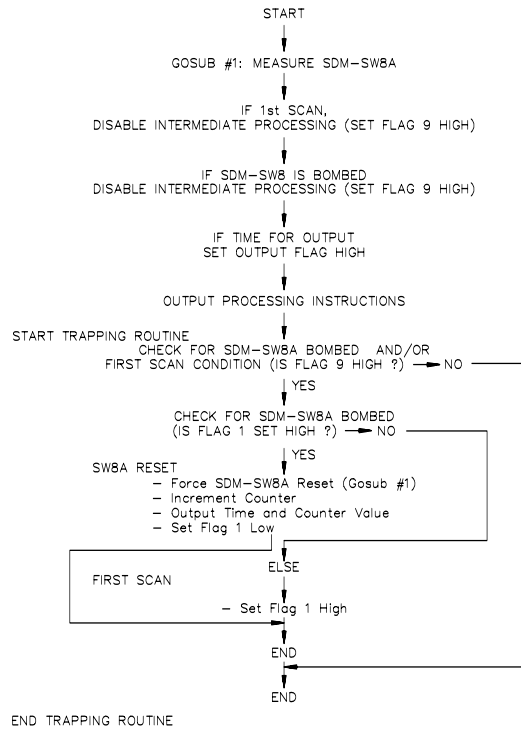 START
GOSUB #1: MEASURE SDM-SW8A
IF 1st SCAN,
DISABLE INTERMEDIATE PROCESSING (SET FLAG 9 HIGH)
IF SDM-SW8 IS BOMBED
DISABLE INTERMEDIATE PROCESSING (SET FLAG 9 HIGH)
IF TIME FOR OUTPUT
SET OUTPUT FLAG HIGH
OUTPUT PROCESSING INSTRUCTIONS
START TRAPPING ROUTINE
CHECK FOR SDM-SW8A BOMBED AND/OR
FIRST SCAN CONDITION (IS FLAG 9 HIGH ?) NO
YES
CHECK FOR SDM-SW8A BOMBED
(IS FLAG 1 SET HIGH ?) NO
YES
SW8A RESET
- Force SDM-SW8A Reset (Gosub #1)
- Increment Counter
- Output Time and Counter Value
- Set Flag 1 Low
ELSE
FIRST SCAN
- Set Flag 1 High
END
END
END TRAPPING ROUTINE